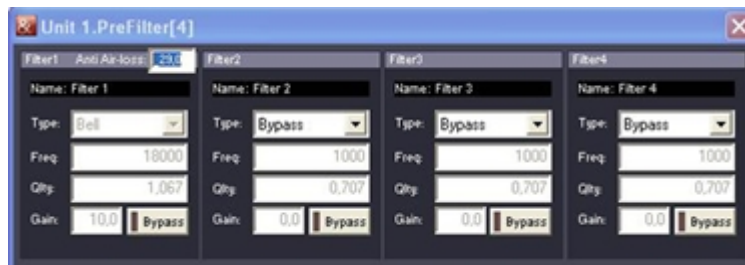 Unit 1.PreFilter[4]
Filter1 Anti Air-loss: 29,0
Name: Filter 1
Type: Bell
Freq: 18000
Qlty: 1,067
Gain: 10,0 Bypass
Filter2
Name: Filter 2
Type: Bypass
Freq: 1000
Qlty: 0,707
Gain: 0,0 Bypass
Filter3
Name: Filter 3
Type: Bypass
Freq: 1000
Qlty: 0,707
Gain: 0,0 Bypass
Filter4
Name: Filter 4
Type: Bypass
Freq: 1000
Qlty: 0,707
Gain: 0,0 Bypass